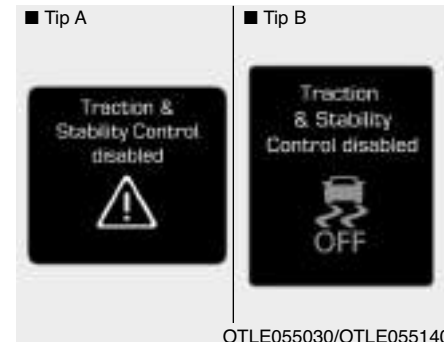 ■ Tip A
Traction &
Stability Control
disabled
■ Tip B
Traction
& Stability
Control disabled
OFF
OTLE055030/OTLE055140